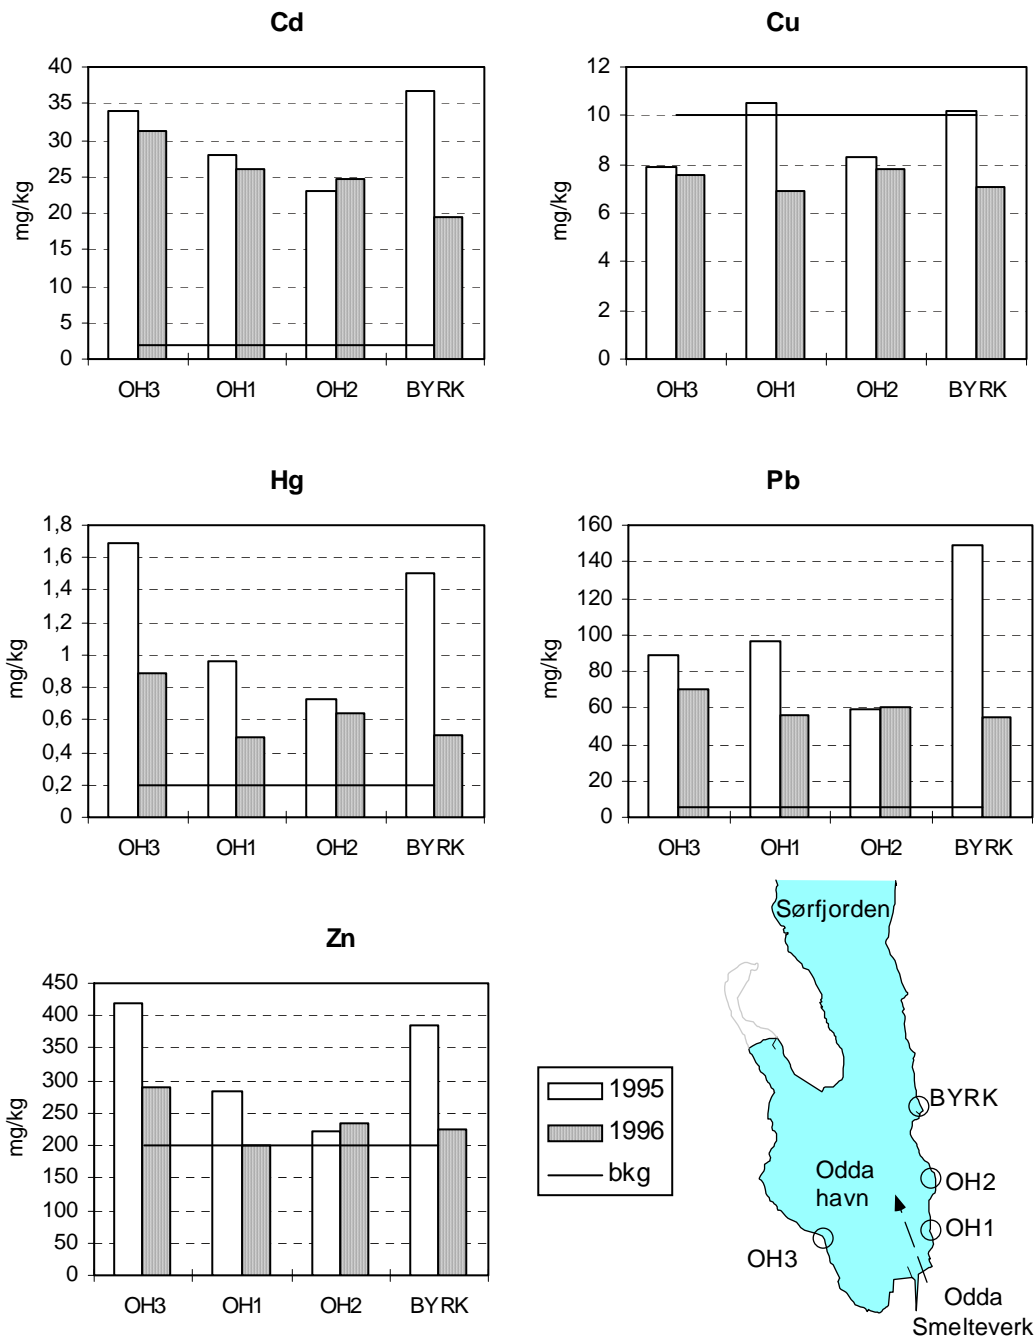 Cd
40
35
30
25
20
15
10
5
0
mg/kg
OH3 OH1 OH2 BYRK
Cu
12
10
8
6
4
2
0
mg/kg
OH3 OH1 OH2 BYRK
Hg
1,8
1,6
1,4
1,2
1
0,8
0,6
0,4
0,2
0
mg/kg
OH3 OH1 OH2 BYRK
Pb
160
140
120
100
80
60
40
20
0
mg/kg
OH3 OH1 OH2 BYRK
Zn
450
400
350
300
250
200
150
100
50
0
mg/kg
OH3 OH1 OH2 BYRK
1995
1996
bkg
Sørfjorden
BYRK
Odda
havn
OH2
OH1
OH3
Odda
Smelteverk